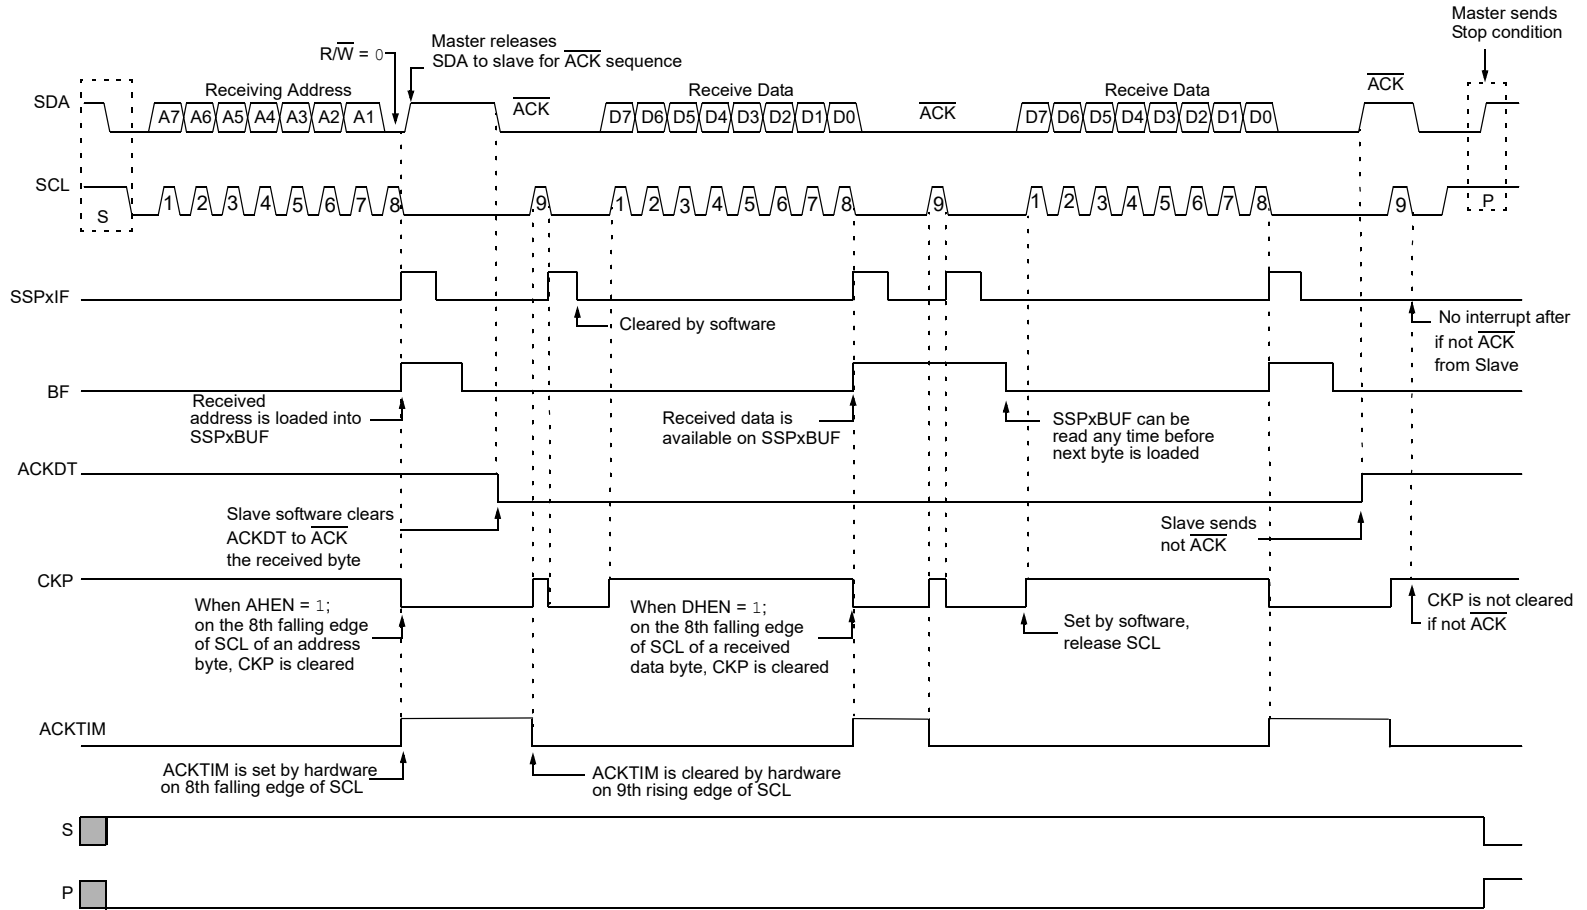 Master sends
Stop condition
Master releases
SDA to slave for ACK sequence
R/W = 0
Receiving Address
ACK
Receive Data
ACK
Receive Data
ACK
SDA
A7 A6 A5 A4 A3 A2 A1
D7 D6 D5 D4 D3 D2 D1 D0
D7 D6 D5 D4 D3 D2 D1 D0
SCL
S
1 2 3 4 5 6 7 8
9
1 2 3 4 5 6 7 8
9
1 2 3 4 5 6 7 8
9
P
SSPxIF
Cleared by software
No interrupt after
if not ACK
from Slave
BF
Received
address is loaded into
SSPxBUF
Received data is
available on SSPxBUF
SSPxBUF can be
read any time before
next byte is loaded
ACKDT
Slave software clears
ACKDT to ACK
the received byte
Slave sends
not ACK
CKP
When AHEN = 1;
on the 8th falling edge
of SCL of an address
byte, CKP is cleared
When DHEN = 1;
on the 8th falling edge
of SCL of a received
data byte, CKP is cleared
Set by software,
release SCL
CKP is not cleared
if not ACK
ACKTIM
ACKTIM is set by hardware
on 8th falling edge of SCL
ACKTIM is cleared by hardware
on 9th rising edge of SCL
S
P